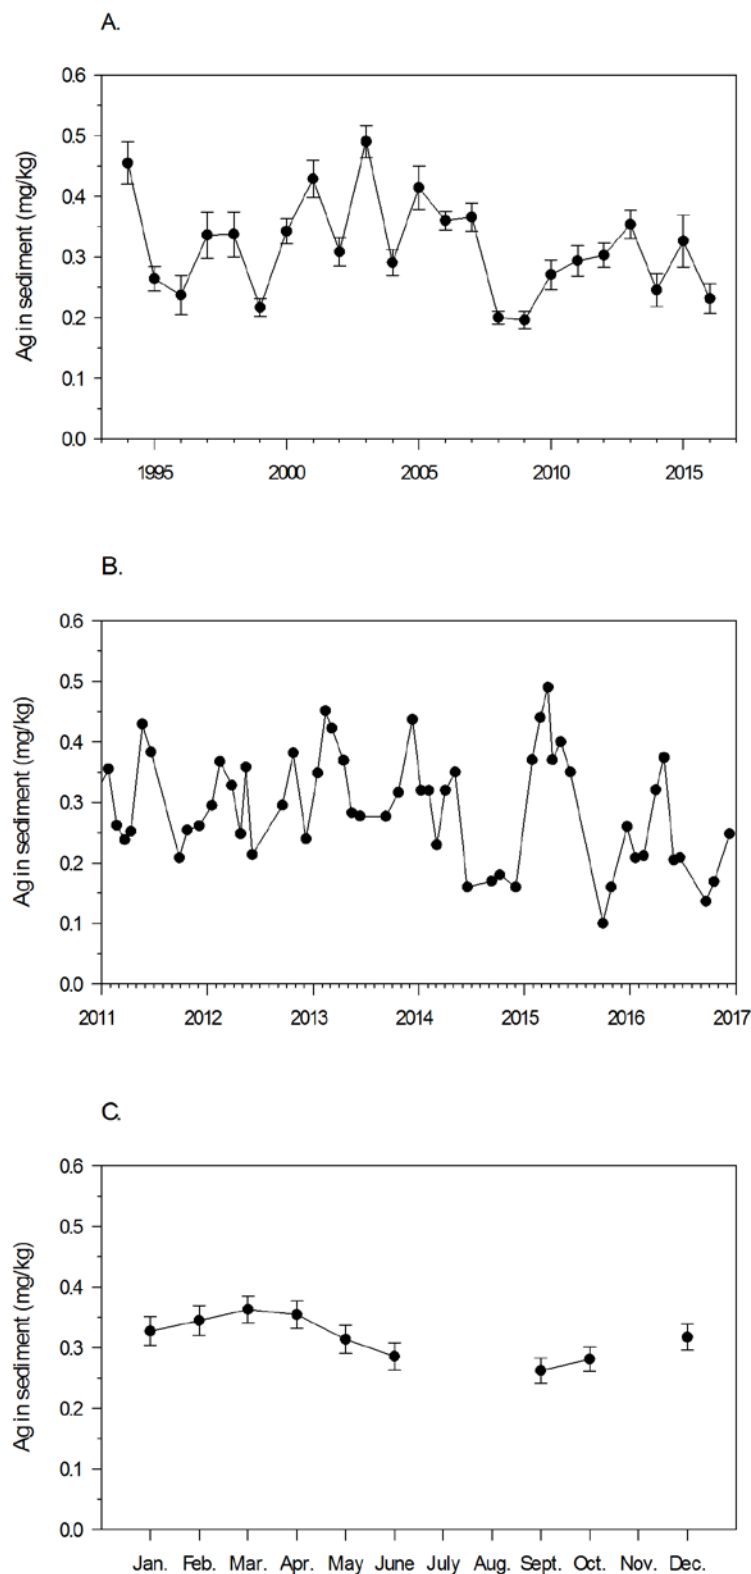 A.
0.6
0.5
0.4
0.3
0.2
0.1
0.0
Ag in sediment (mg/kg)
1995 2000 2005 2010 2015
B.
0.6
0.5
0.4
0.3
0.2
0.1
0.0
Ag in sediment (mg/kg)
2011 2012 2013 2014 2015 2016 2017
C.
0.6
0.5
0.4
0.3
0.2
0.1
0.0
Ag in sediment (mg/kg)
Jan. Feb. Mar. Apr. May June July Aug. Sept. Oct. Nov. Dec.